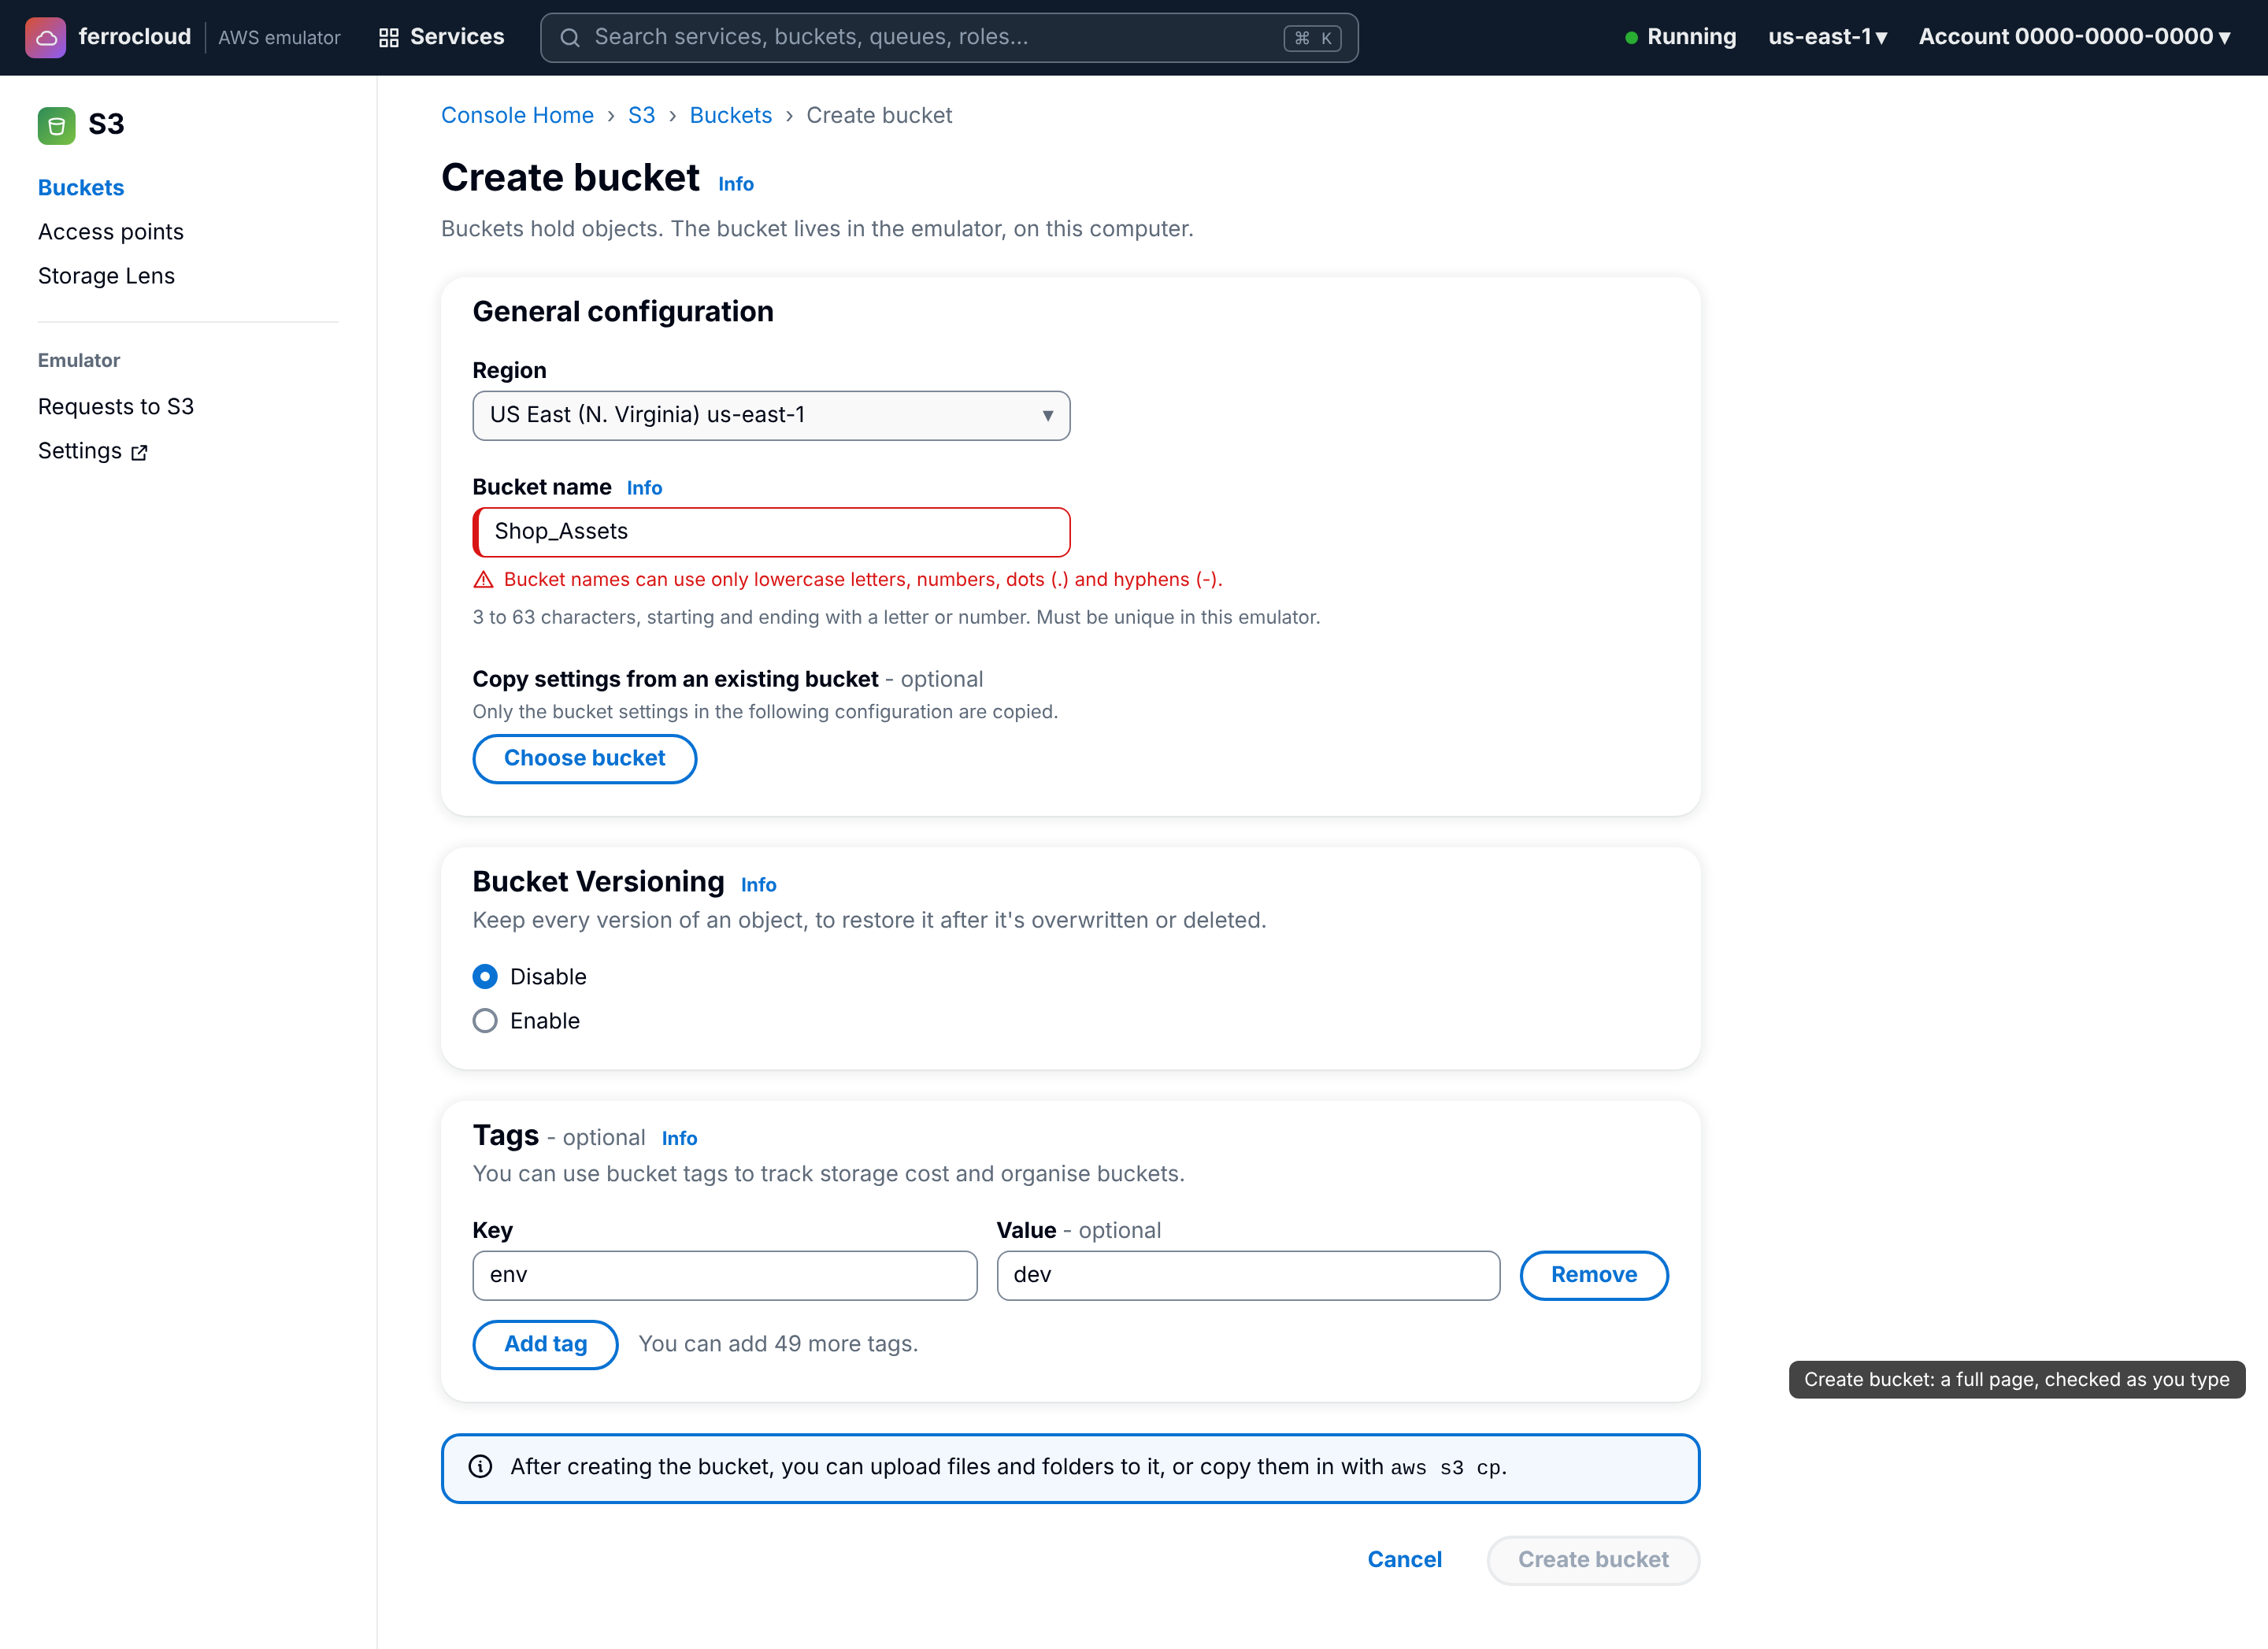 ferrocloud AWS emulator Services Search services, buckets, queues, roles... ⌘ K Running us-east-1 ▾ Account 0000-0000-0000 ▾
S3
Buckets
Access points
Storage Lens
Emulator
Requests to S3
Settings
Console Home › S3 › Buckets › Create bucket
Create bucket Info
Buckets hold objects. The bucket lives in the emulator, on this computer.
General configuration
Region
US East (N. Virginia) us-east-1 ▾
Bucket name Info
Shop_Assets
Bucket names can use only lowercase letters, numbers, dots (.) and hyphens (-).
3 to 63 characters, starting and ending with a letter or number. Must be unique in this emulator.
Copy settings from an existing bucket - optional
Only the bucket settings in the following configuration are copied.
Choose bucket
Bucket Versioning Info
Keep every version of an object, to restore it after it's overwritten or deleted.
Disable
Enable
Tags - optional Info
You can use bucket tags to track storage cost and organise buckets.
Key Value - optional
env dev Remove
Add tag You can add 49 more tags.
Create bucket: a full page, checked as you type
After creating the bucket, you can upload files and folders to it, or copy them in with aws s3 cp.
Cancel Create bucket